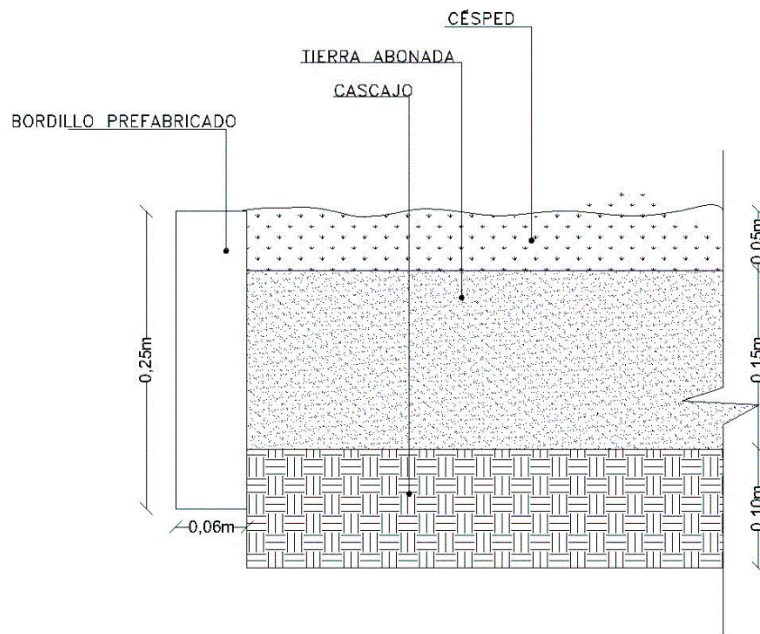 CÉSPED
TIERRA ABONADA
CASCAJO
BORDILLO PREFABRICADO
0,05m
0,25m
0,15m
0,10m
0,06m